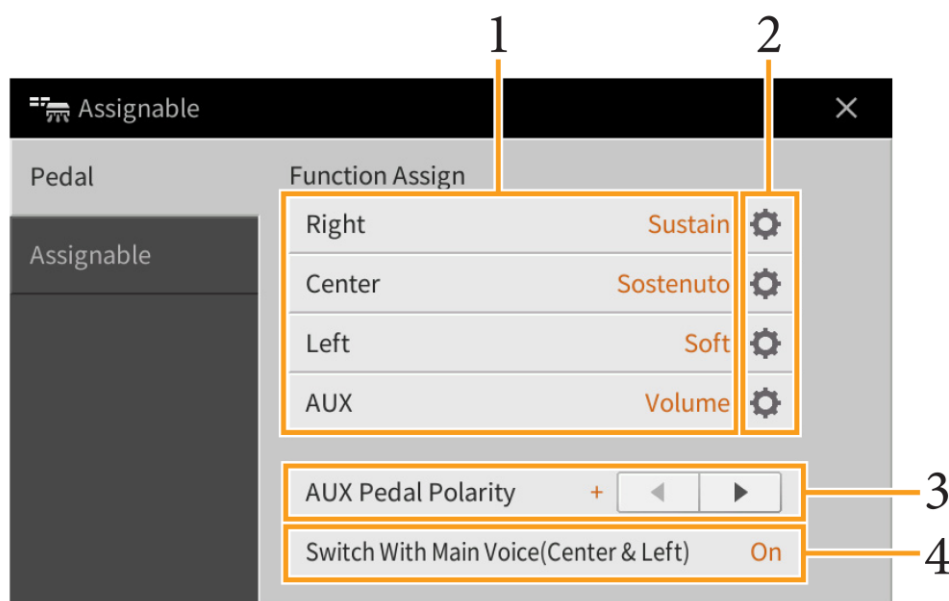 1 2
Assignable
Pedal
Function Assign
Right Sustain
Assignable
Center Sostenuto
Left Soft
AUX Volume
AUX Pedal Polarity + 3
Switch With Main Voice(Center & Left) On 4